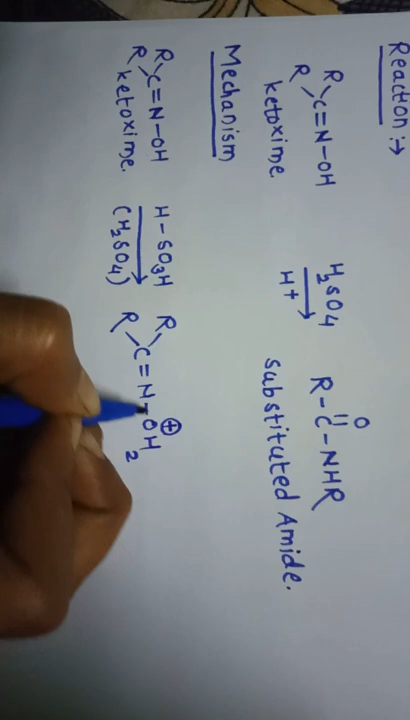 Reaction :→
R R C=N-OH H2SO4 → H+ R-C-NHR O
ketoxime substituted Amide.
Mechanism
R R C=N-OH H-SO3H → (H2SO4) R R C=N-OH2 ⊕
ketoxime.